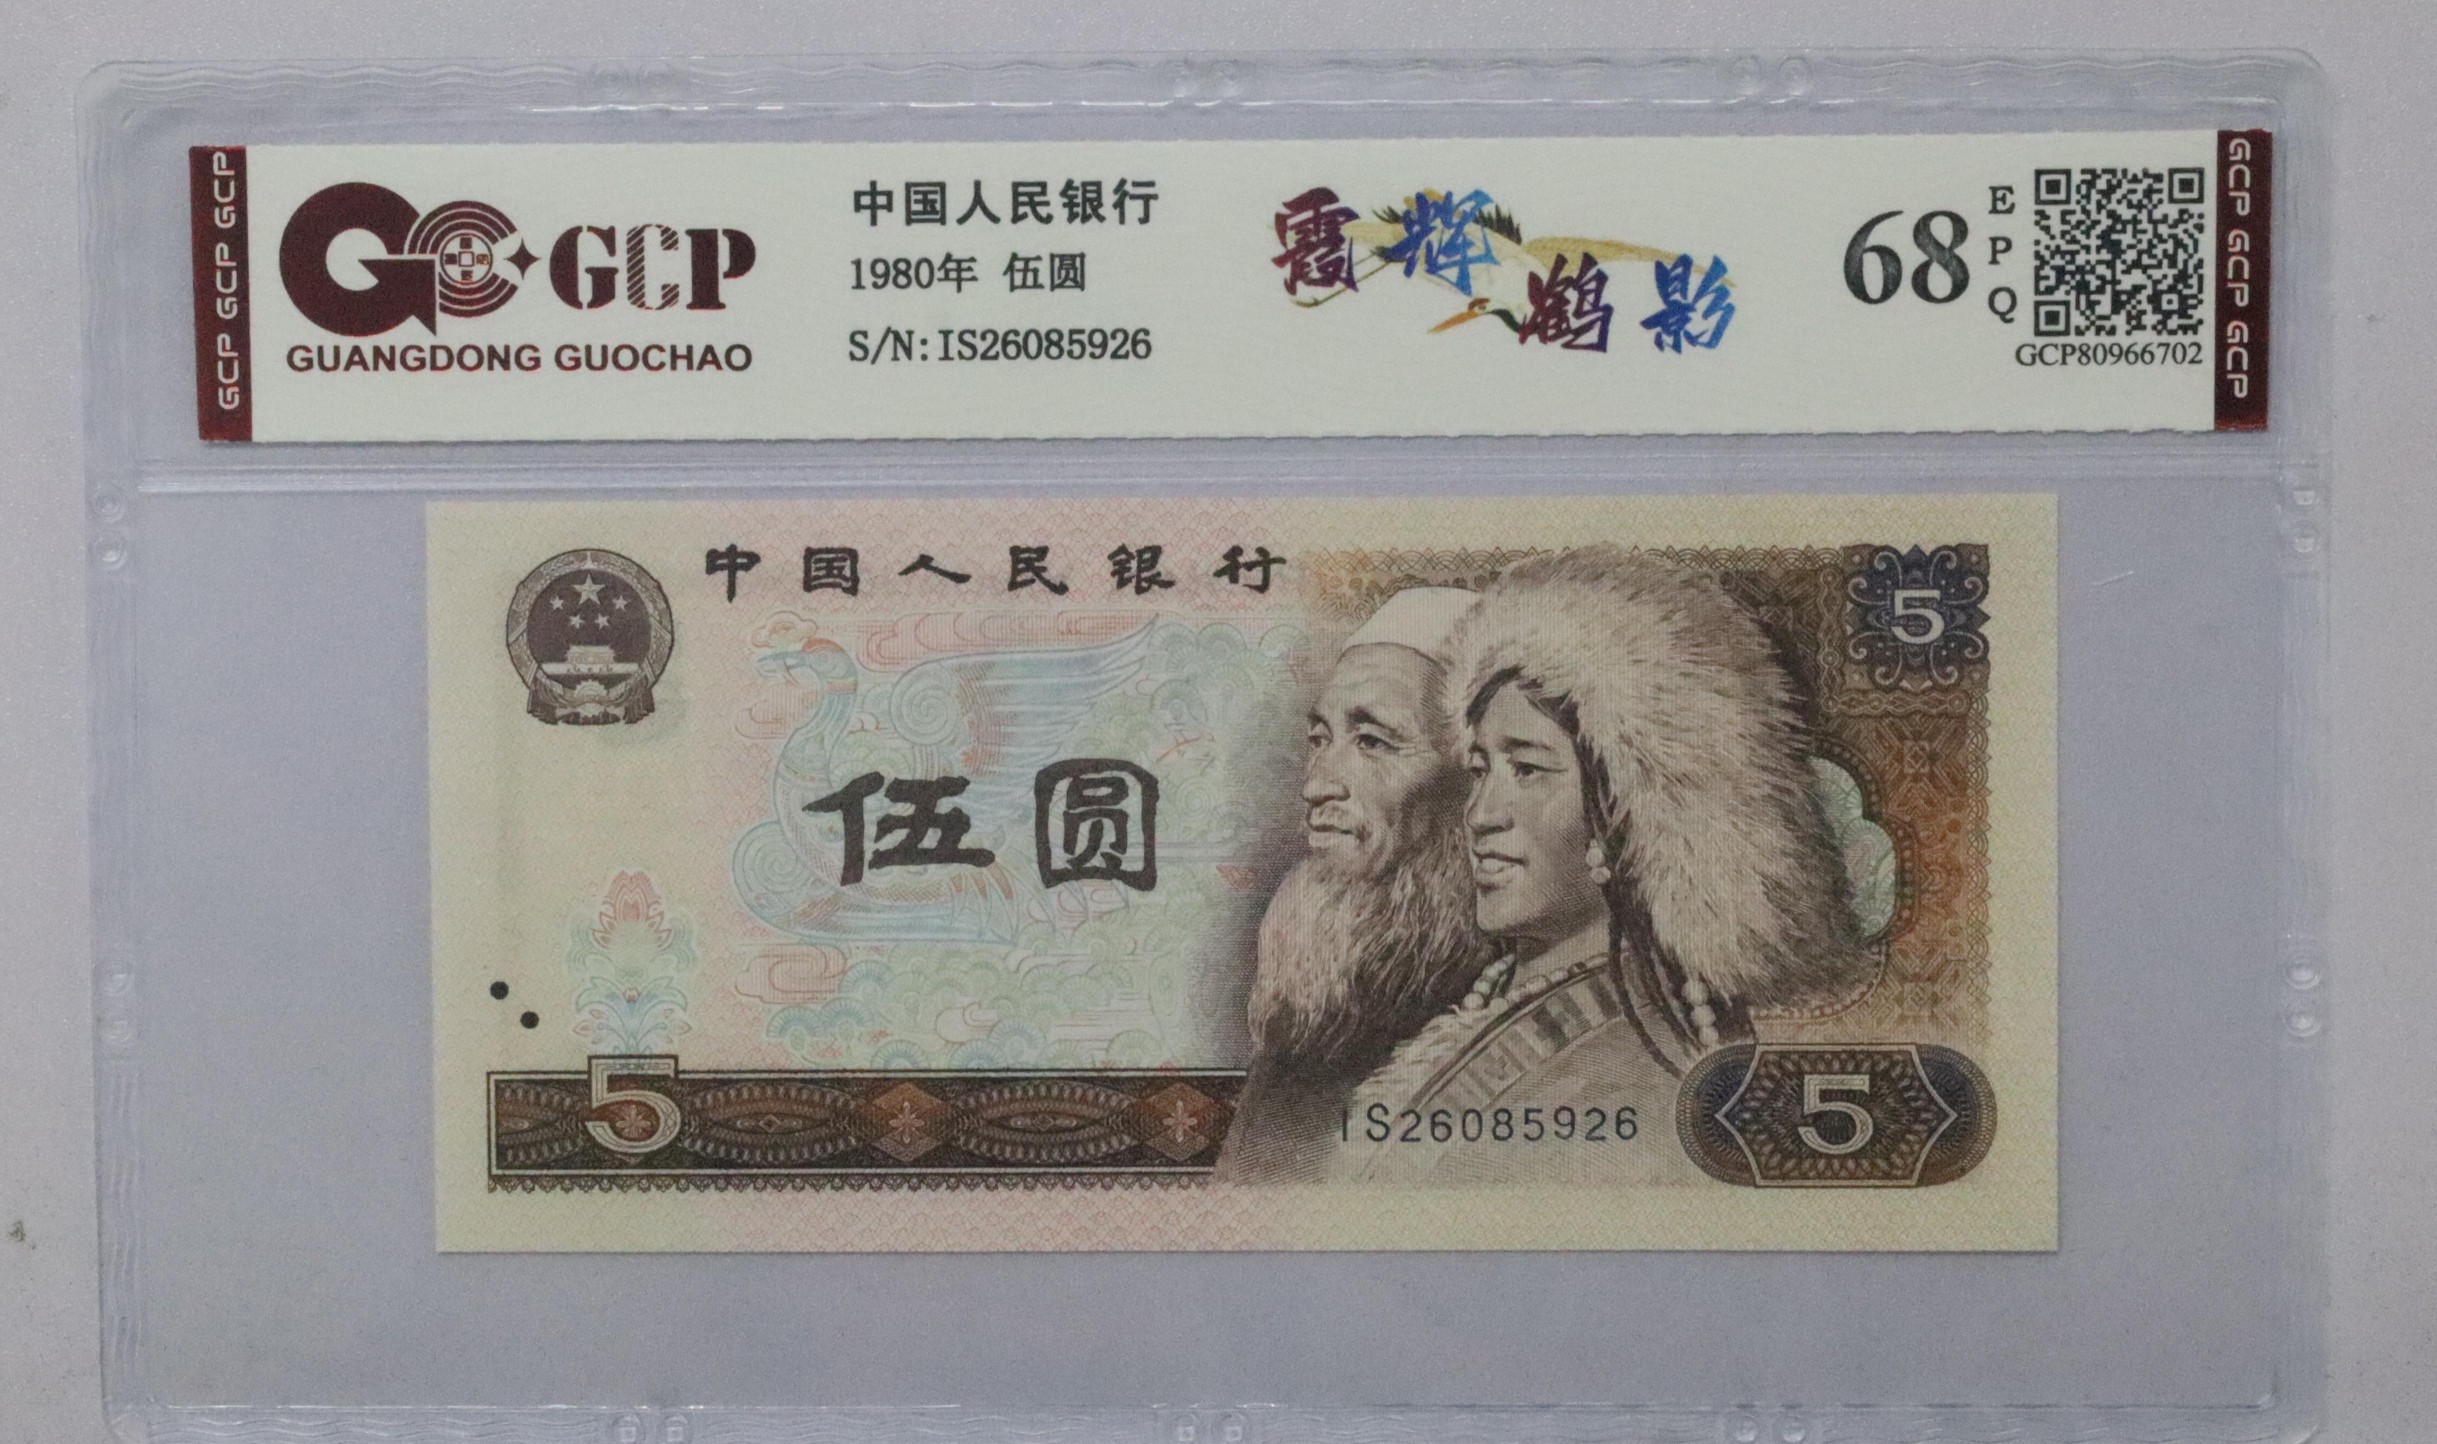 GCP GCP GCP
GCP
GUANGDONG GUOCHAO
中国人民银行
1980年 伍圆
S/N:IS26085926
霞辉鹤影
68
EPQ
GCP80966702
GCP GCP GCP
中国人民银行
5
伍圆
5
IS26085926
5